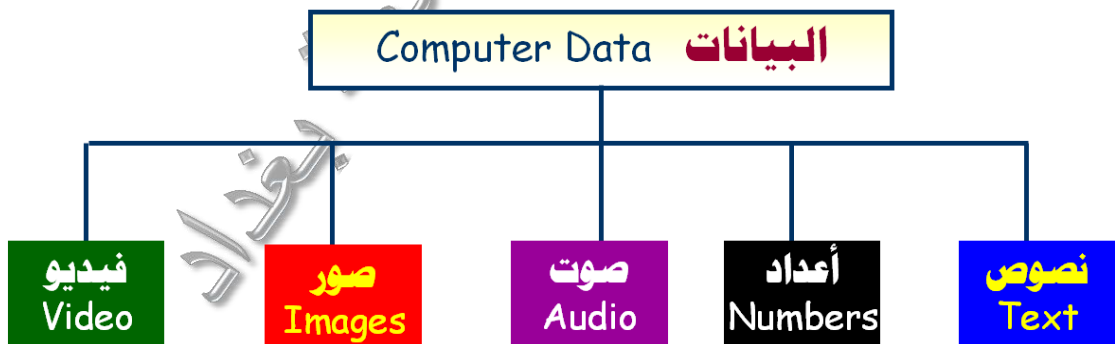 البيانات Computer Data
فيديو
Video
صور
Images
صوت
Audio
أعداد
Numbers
نصوص
Text